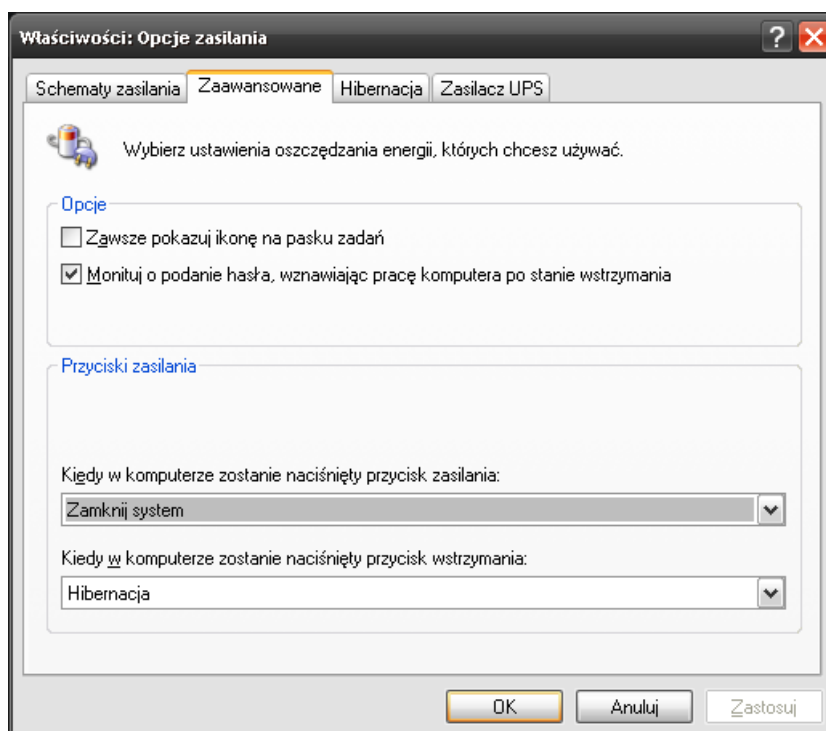 Właściwości: Opcje zasilania
Schematy zasilania Zaawansowane Hibernacja Zasilacz UPS
Wybierz ustawienia oszczędzania energii, których chcesz używać.
Opcje
Zawsze pokazuj ikonę na pasku zadań
Monituj o podanie hasła, wznawiając pracę komputera po stanie wstrzymania
Przyciski zasilania
Kiedy w komputerze zostanie naciśnięty przycisk zasilania:
Zamknij system
Kiedy w komputerze zostanie naciśnięty przycisk wstrzymania:
Hibernacja
OK Anuluj Zastosuj